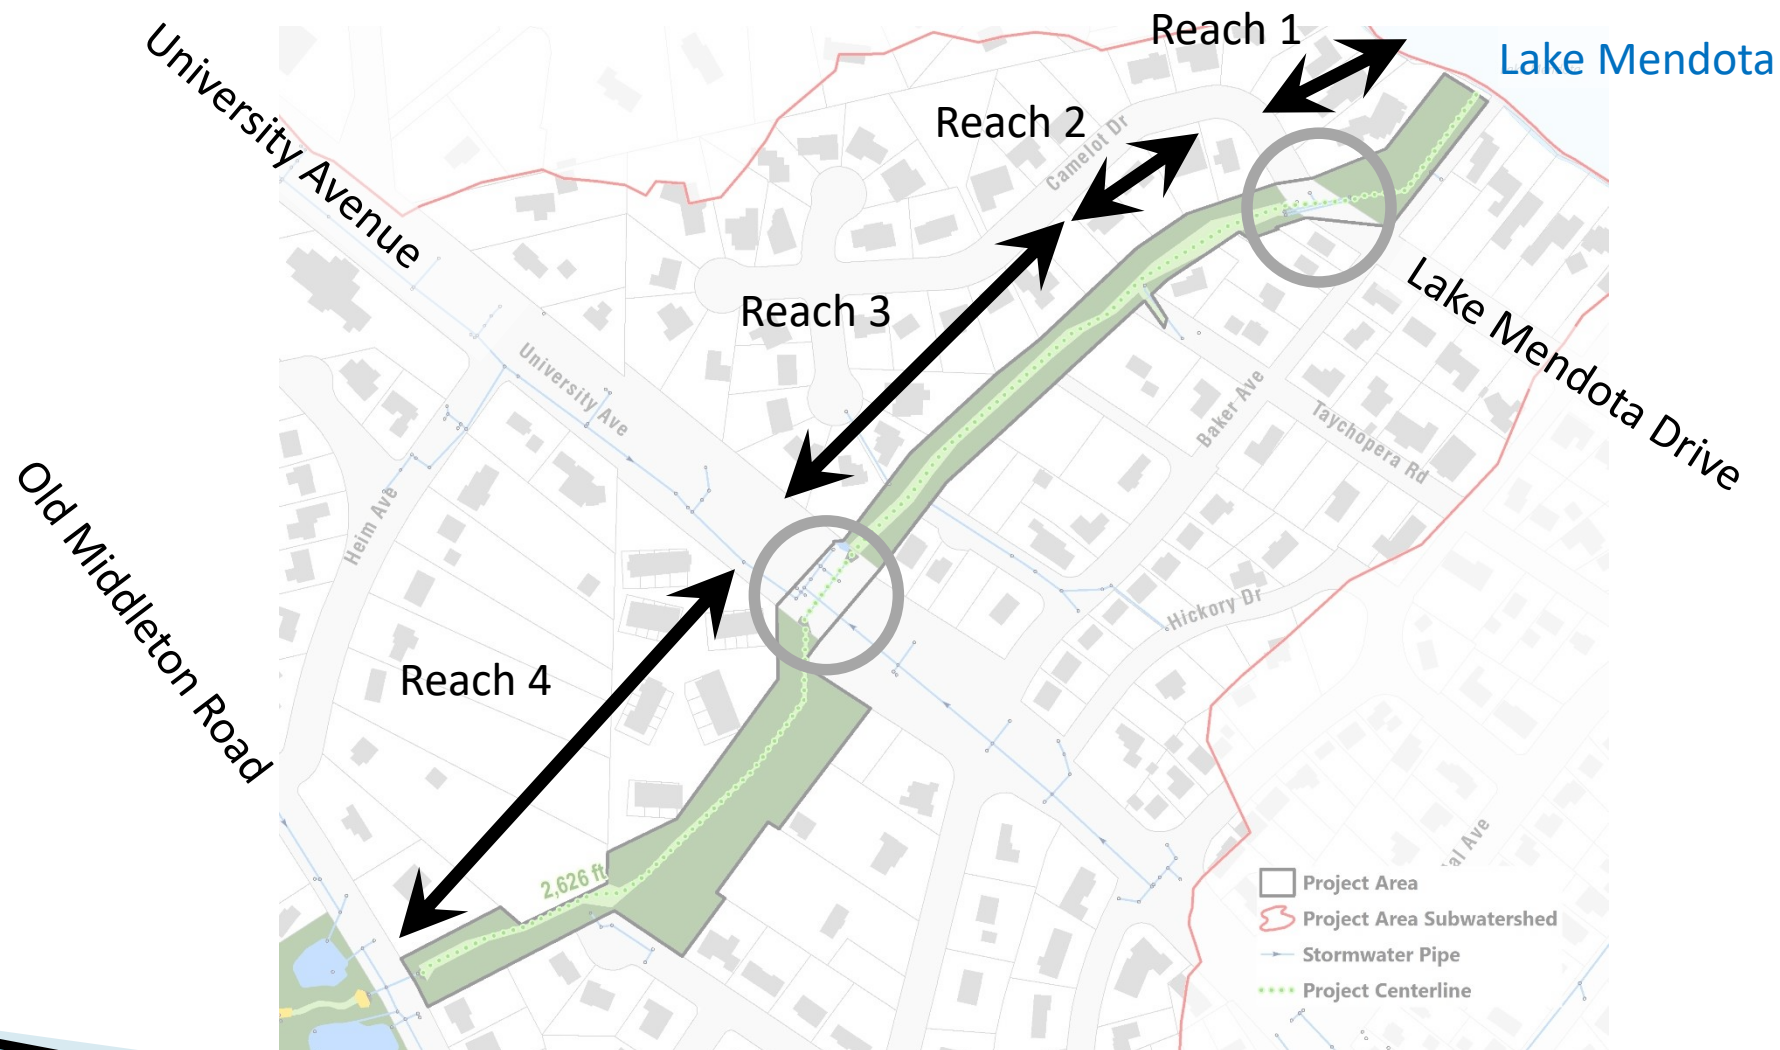 Reach 1
Lake Mendota
University Avenue
Reach 2
Camelot Dr
Reach 3
Lake Mendota Drive
University Ave
Baker Ave
Taychopera Rd
Old Middleton Road
Heim Ave
Hickory Dr
Reach 4
2,626 ft
Ave
Project Area
Project Area Subwatershed
Stormwater Pipe
Project Centerline